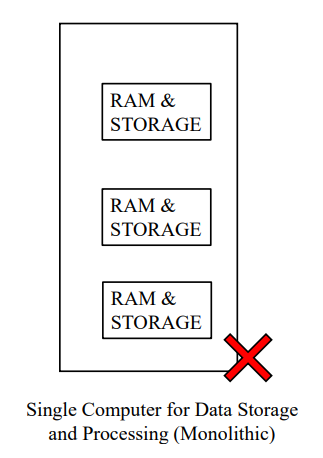 RAM &
STORAGE
RAM &
STORAGE
RAM &
STORAGE
Single Computer for Data Storage
and Processing (Monolithic)